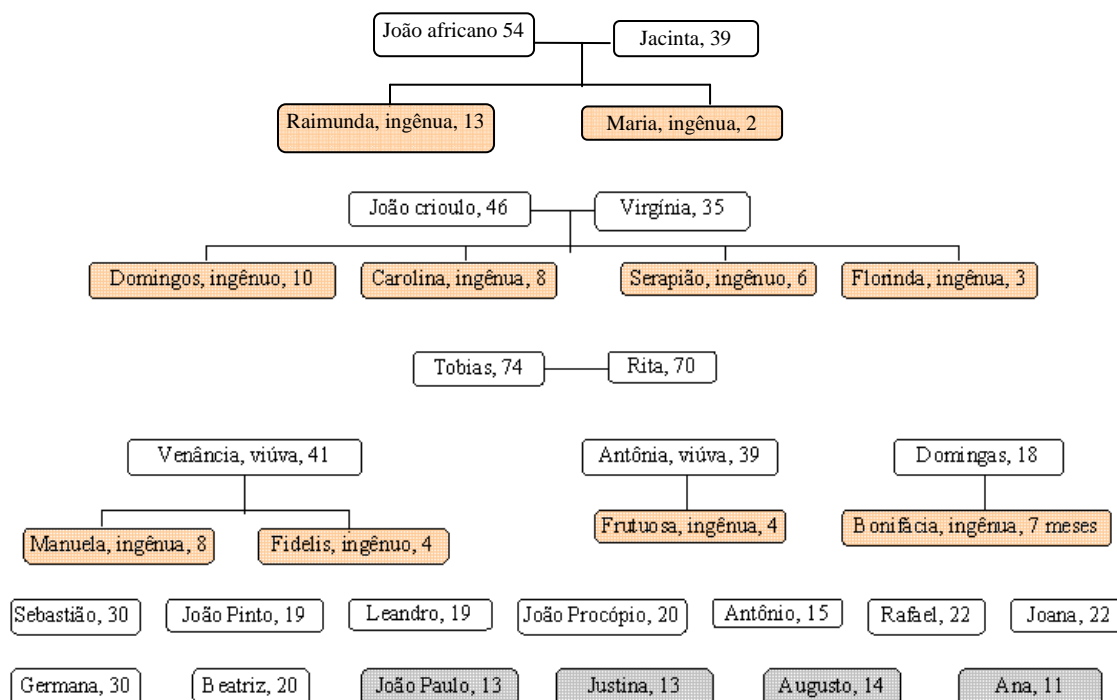 João africano 54
Jacinta, 39
Raimunda, ingênua, 13
Maria, ingênua, 2
João crioulo, 46
Virgínia, 35
Domingos, ingênuo, 10
Carolina, ingênua, 8
Serapião, ingênuo, 6
Florinda, ingênua, 3
Tobias, 74
Rita, 70
Venância, viúva, 41
Antônia, viúva, 39
Domingas, 18
Manuela, ingênua, 8
Fidelis, ingênuo, 4
Frutuosa, ingênua, 4
Bonifácia, ingênua, 7 meses
Sebastião, 30
João Pinto, 19
Leandro, 19
João Procópio, 20
Antônio, 15
Rafael, 22
Joana, 22
Germana, 30
Beatriz, 20
João Paulo, 13
Justina, 13
Augusto, 14
Ana, 11